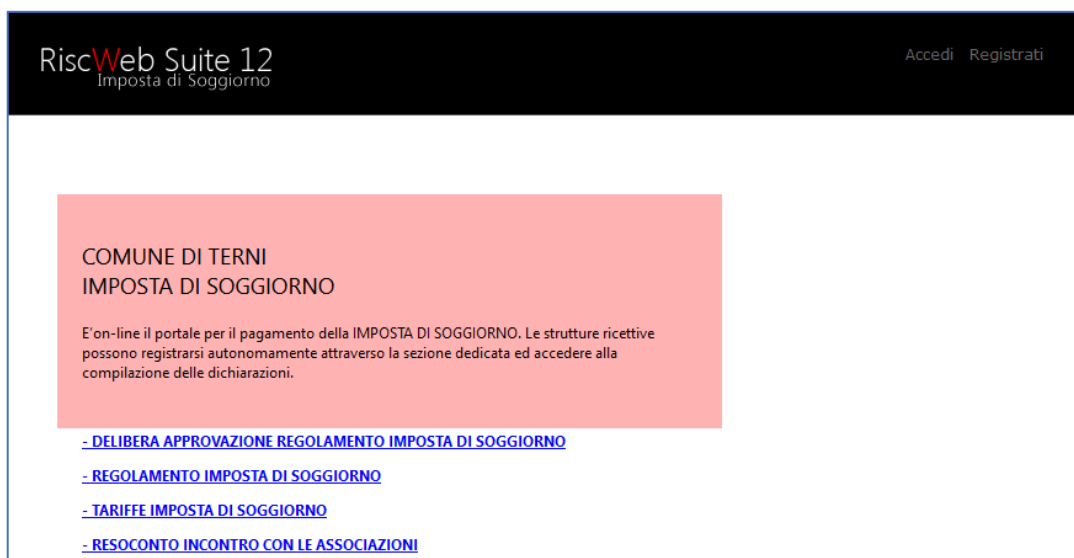 RiscWeb Suite 12
Imposta di Soggiorno
Accedi Registrati
COMUNE DI TERNI
IMPOSTA DI SOGGIORNO
E'on-line il portale per il pagamento della IMPOSTA DI SOGGIORNO. Le strutture ricettive
possono registrarsi autonomamente attraverso la sezione dedicata ed accedere alla
compilazione delle dichiarazioni.
- DELIBERA APPROVAZIONE REGOLAMENTO IMPOSTA DI SOGGIORNO
- REGOLAMENTO IMPOSTA DI SOGGIORNO
- TARIFFE IMPOSTA DI SOGGIORNO
- RESOCONTO INCONTRO CON LE ASSOCIAZIONI